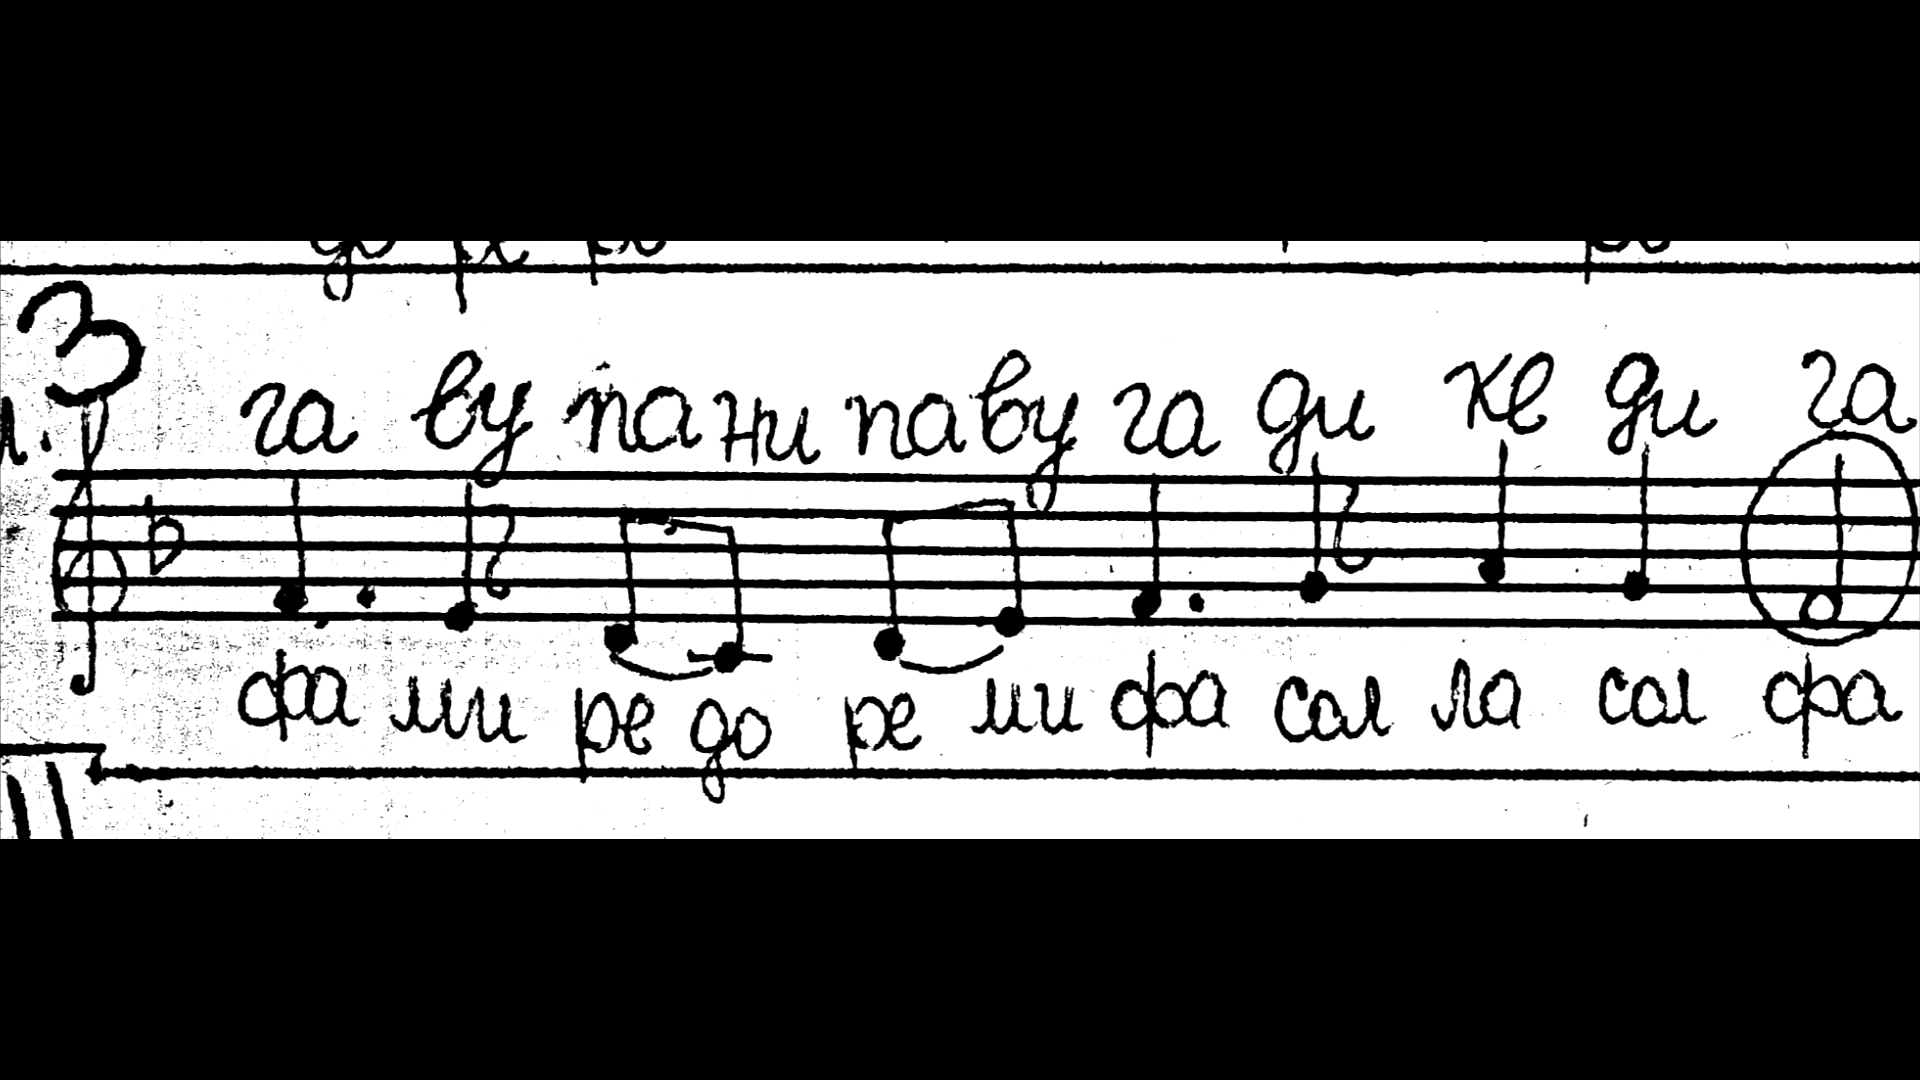 3
га ву па ни па ву га ди ке ди га
фа ми ре до ре ми фа сол ла сол фа